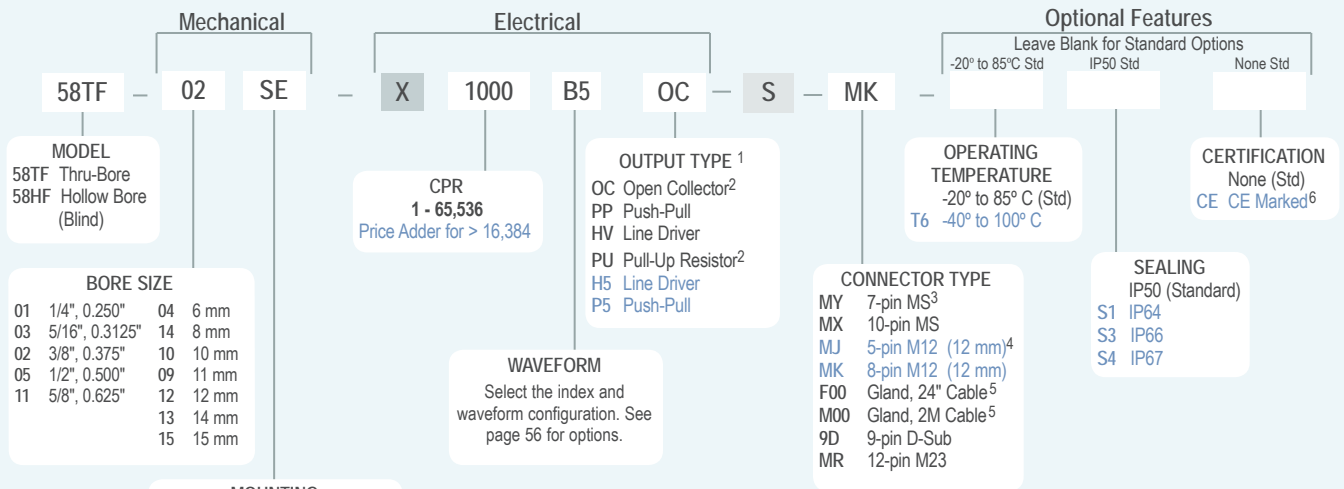 Mechanical
Electrical
Optional Features
Leave Blank for Standard Options
-20º to 85ºC Std IP50 Std None Std
58TF – 02 SE – X 1000 B5 OC – S – MK –
MODEL
58TF Thru-Bore
58HF Hollow Bore
(Blind)
BORE SIZE
01 1/4", 0.250" 04 6 mm
03 5/16", 0.3125" 14 8 mm
02 3/8", 0.375" 10 10 mm
05 1/2", 0.500" 09 11 mm
11 5/8", 0.625" 12 12 mm
13 14 mm
15 15 mm
CPR
1 - 65,536
Price Adder for > 16,384
WAVEFORM
Select the index and
waveform configuration. See
page 56 for options.
OUTPUT TYPE 1
OC Open Collector2
PP Push-Pull
HV Line Driver
PU Pull-Up Resistor2
H5 Line Driver
P5 Push-Pull
CONNECTOR TYPE
MY 7-pin MS3
MX 10-pin MS
MJ 5-pin M12 (12 mm)4
MK 8-pin M12 (12 mm)
F00 Gland, 24" Cable5
M00 Gland, 2M Cable5
9D 9-pin D-Sub
MR 12-pin M23
OPERATING
TEMPERATURE
-20º to 85º C (Std)
T6 -40º to 100º C
SEALING
IP50 (Standard)
S1 IP64
S3 IP66
S4 IP67
CERTIFICATION
None (Std)
CE CE Marked6
MOUNTING